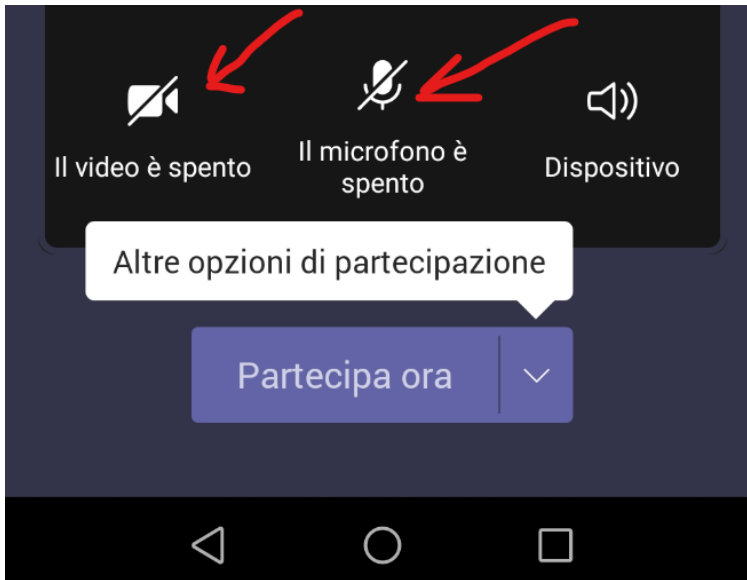 Il video è spento
Il microfono è
spento
Dispositivo
Altre opzioni di partecipazione
Partecipa ora